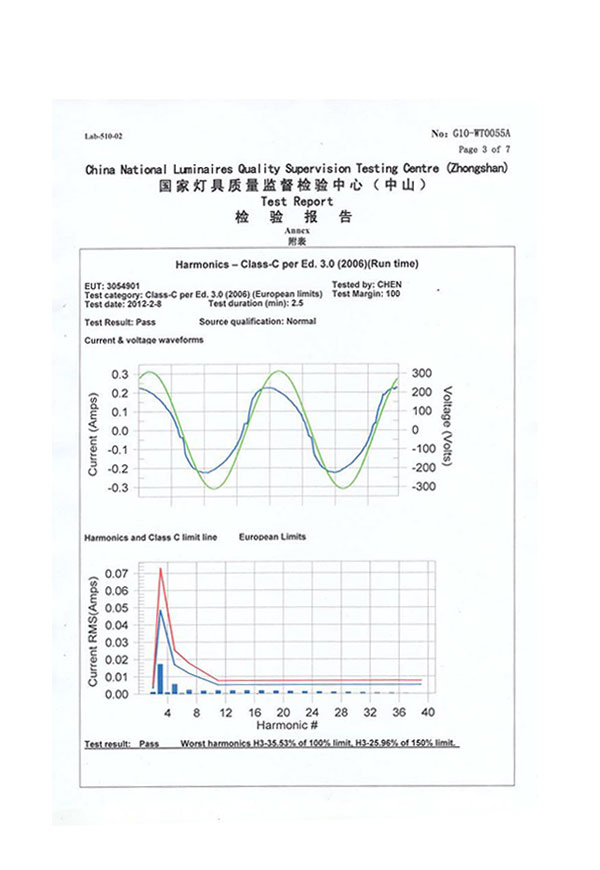 Lab-510-02
No: G10-WT0055A
Page 3 of 7
China National Luminaires Quality Supervision Testing Centre (Zhongshan)
国家灯具质量监督检验中心（中山）
Test Report
检 验 报 告
Annex
附表
Harmonics – Class-C per Ed. 3.0 (2006)(Run time)
EUT: 3054901 Tested by: CHEN
Test category: Class-C per Ed. 3.0 (2006) (European limits) Test Margin: 100
Test date: 2012-2-8 Test duration (min): 2.5
Test Result: Pass Source qualification: Normal
Current & voltage waveforms
Current (Amps)
0.3
0.2
0.1
0.0
-0.1
-0.2
-0.3
300
200
100
0
-100
-200
-300
Voltage (Volts)
Harmonics and Class C limit line European Limits
Current RMS(Amps)
0.07
0.06
0.05
0.04
0.03
0.02
0.01
0.00
4 8 12 16 20 24 28 32 36 40
Harmonic #
Test result: Pass Worst harmonics H3-35.53% of 100% limit, H3-25.96% of 150% limit.